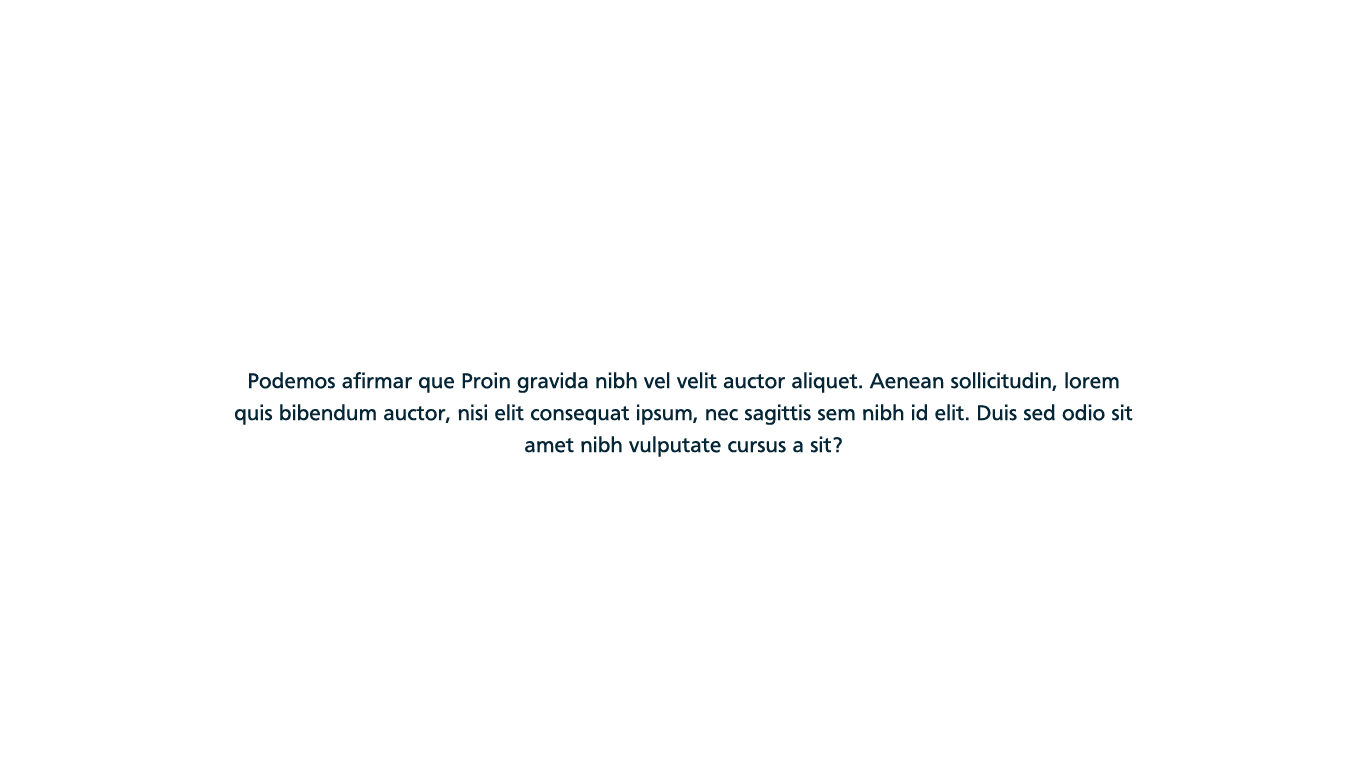 Podemos afirmar que Proin gravida nibh vel velit auctor aliquet. Aenean sollicitudin, lorem
quis bibendum auctor, nisi elit consequat ipsum, nec sagittis sem nibh id elit. Duis sed odio sit
amet nibh vulputate cursus a sit?